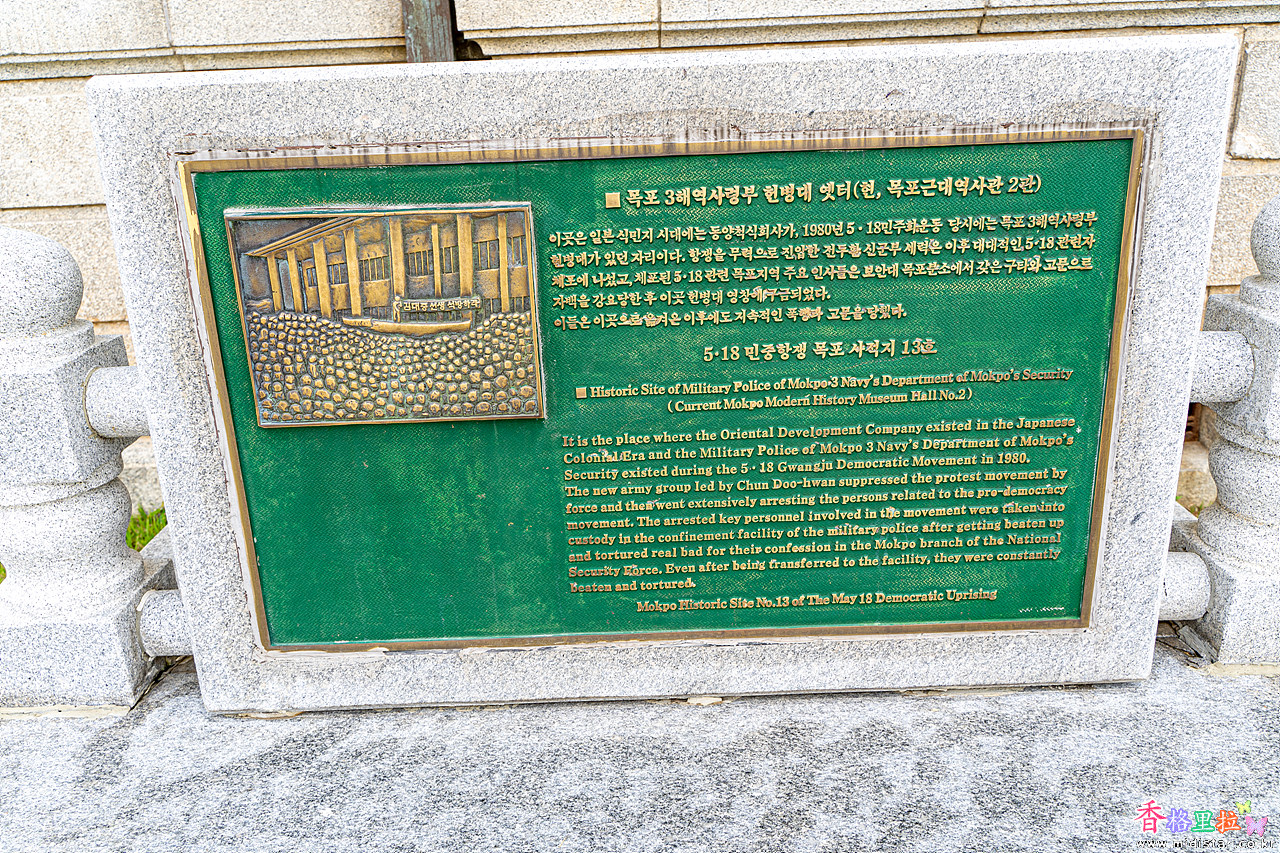 ■ 목포 3해역사령부 헌병대 옛터(현, 목포근대역사관 2관)
이곳은 일본 식민지 시대에는 동양척식회사가, 1980년 5·18민주화운동 당시에는 목포 3해역사령부
헌병대가 있던 자리이다. 항쟁을 무력으로 진압한 전두환 신군부 세력은 이후 대대적인 5·18 관련자
체포에 나섰고, 체포된 5·18 관련 목포지역 주요 인사들은 보안대 목포분소에서 갖은 구타와 고문으로
자백을 강요당한 후 이곳 헌병대 영창에 구금되었다.
이들은 이곳으로 옮겨온 이후에도 지속적인 폭행과 고문을 당했다.
김대중선생 석방하라
5·18 민중항쟁 목포 사적지 13호
■ Historic Site of Military Police of Mokpo 3 Navy's Department of Mokpo's Security
( Current Mokpo Modern History Museum Hall No.2 )
It is the place where the Oriental Development Company existed in the Japanese
Colonial Era and the Military Police of Mokpo 3 Navy's Department of Mokpo's
Security existed during the 5·18 Gwangju Democratic Movement in 1980.
The new army group led by Chun Doo-hwan suppressed the protest movement by
force and then went extensively arresting the persons related to the pro-democracy
movement. The arrested key personnel involved in the movement were taken into
custody in the confinement facility of the military police after getting beaten up
and tortured real bad for their confession in the Mokpo branch of the National
Security Force. Even after being transferred to the facility, they were constantly
beaten and tortured.
Mokpo Historic Site No.13 of The May 18 Democratic Uprising
香格里拉